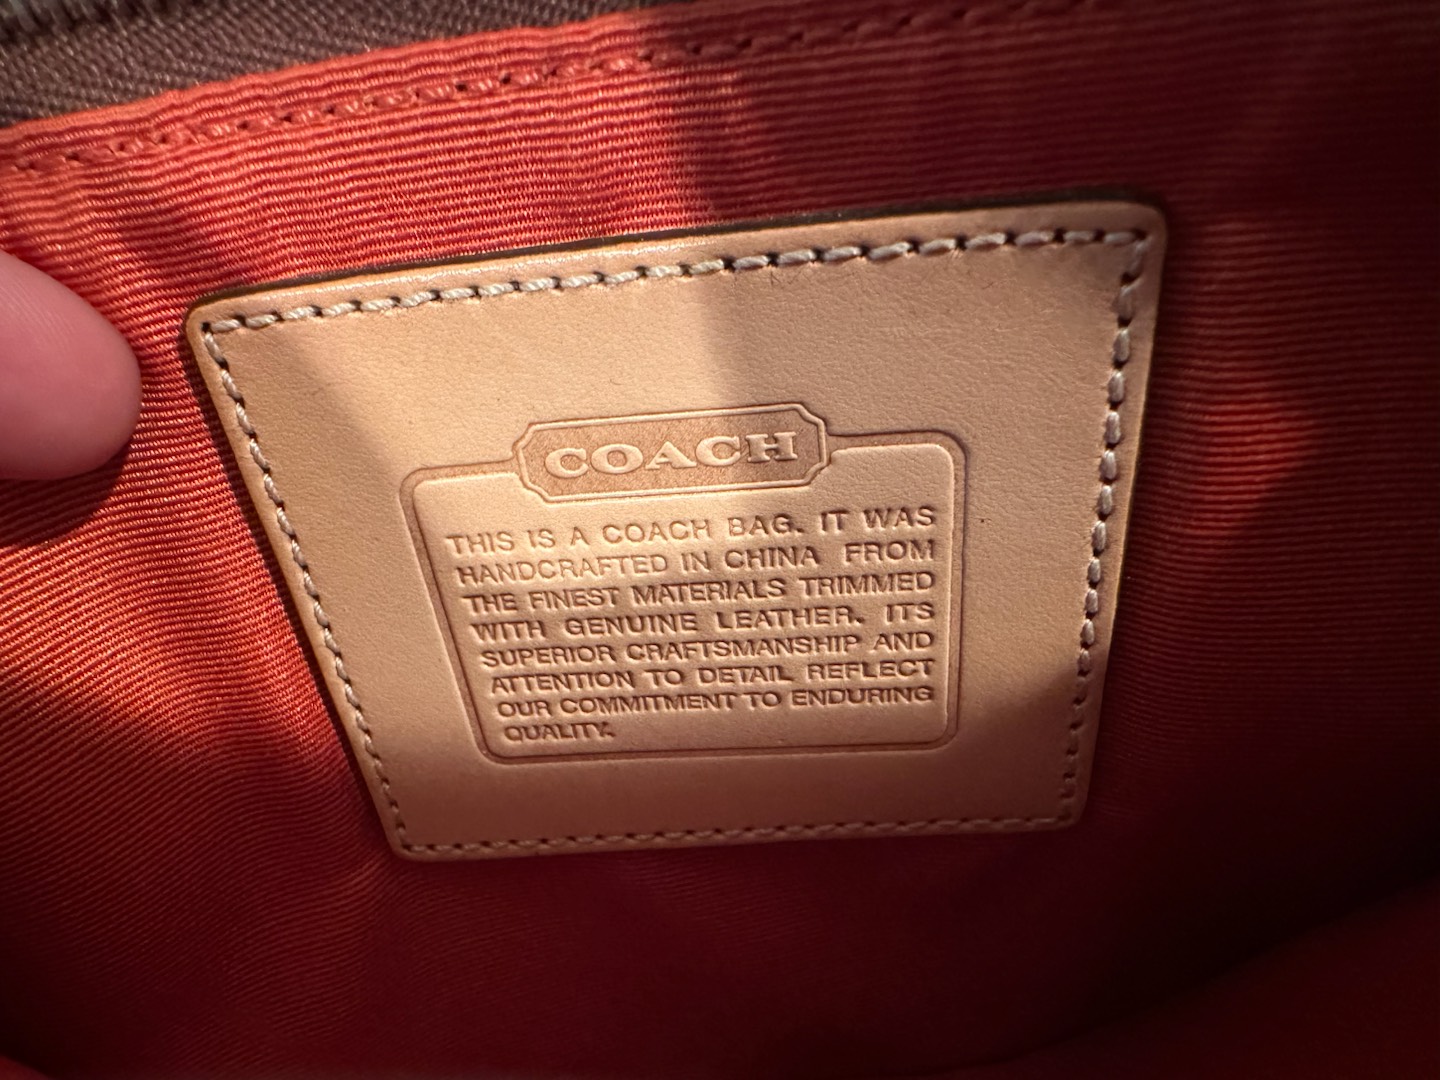 COACH
THIS IS A COACH BAG. IT WAS
HANDCRAFTED IN CHINA FROM
THE FINEST MATERIALS TRIMMED
WITH GENUINE LEATHER. ITS
SUPERIOR CRAFTSMANSHIP AND
ATTENTION TO DETAIL REFLECT
OUR COMMITMENT TO ENDURING
QUALITY.